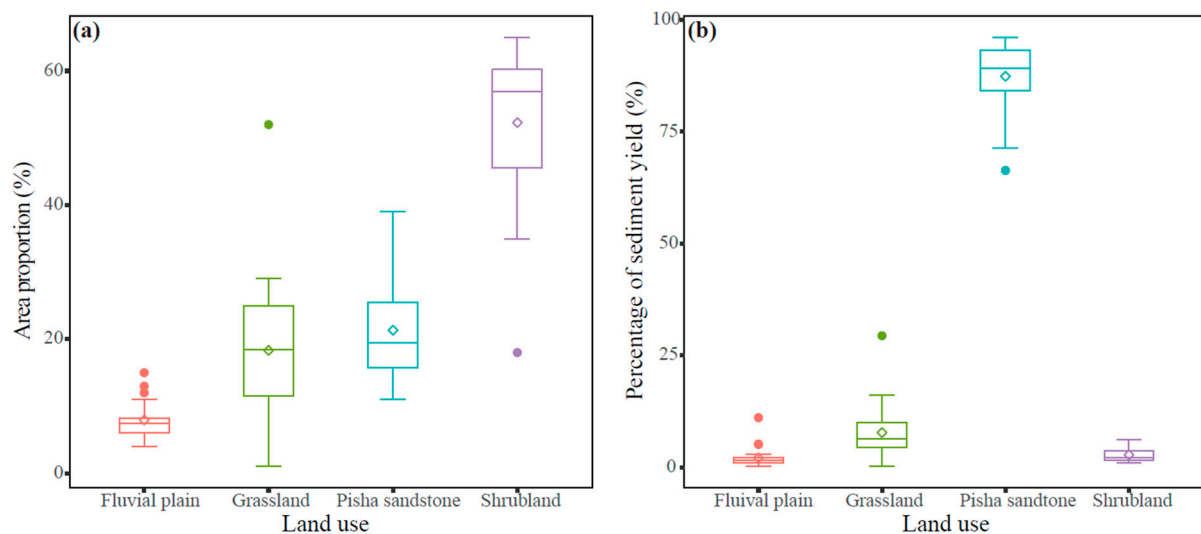 (a)
Area proportion (%)
60
40
20
0
Fluvial plain Grassland Pisha sandstone Shrubland
Land use
(b)
Percentage of sediment yield (%)
100
75
50
25
0
Fluival plain Grassland Pisha sandtone Shrubland
Land use